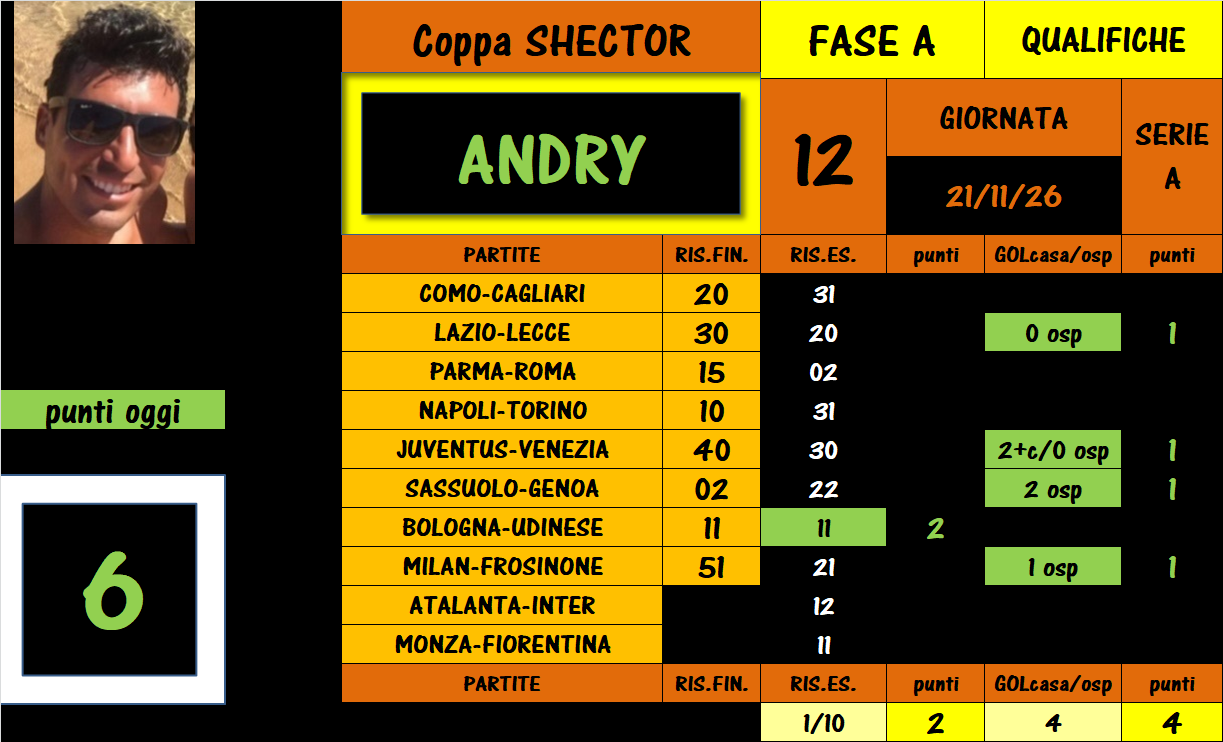 Coppa SHECTOR FASE A QUALIFICHE
ANDRY 12 GIORNATA SERIE A
21/11/26
PARTITE RIS.FIN. RIS.ES. punti GOLcasa/osp punti
COMO-CAGLIARI 20 31
LAZIO-LECCE 30 20 0 osp 1
PARMA-ROMA 15 02
punti oggi
NAPOLI-TORINO 10 31
JUVENTUS-VENEZIA 40 30 2+c/0 osp 1
SASSUOLO-GENOA 02 22 2 osp 1
BOLOGNA-UDINESE 11 11 2
6
MILAN-FROSINONE 51 21 1 osp 1
ATALANTA-INTER 12
MONZA-FIORENTINA 11
PARTITE RIS.FIN. RIS.ES. punti GOLcasa/osp punti
1/10 2 4 4